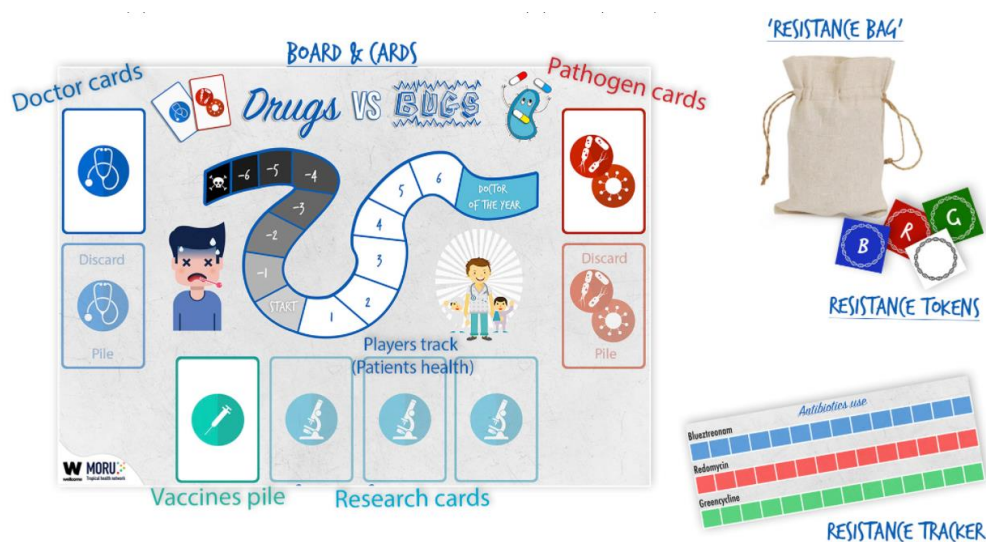 'RESISTANCE BAG'
BOARD & CARDS
Doctor cards
Pathogen cards
Drugs VS BUGS
-6
-5
-4
-3
-2
-1
START
1
2
3
4
5
6
DOCTOR
OF THE YEAR
Discard
Pile
Discard
Pile
Players track
(Patients health)
B
R
G
RESISTANCE TOKENS
Antibiotics use
Blueztreonam
Redomycin
Greencycline
W
wellcome
MORU
Tropical health network
Vaccines pile
Research cards
RESISTANCE TRACKER